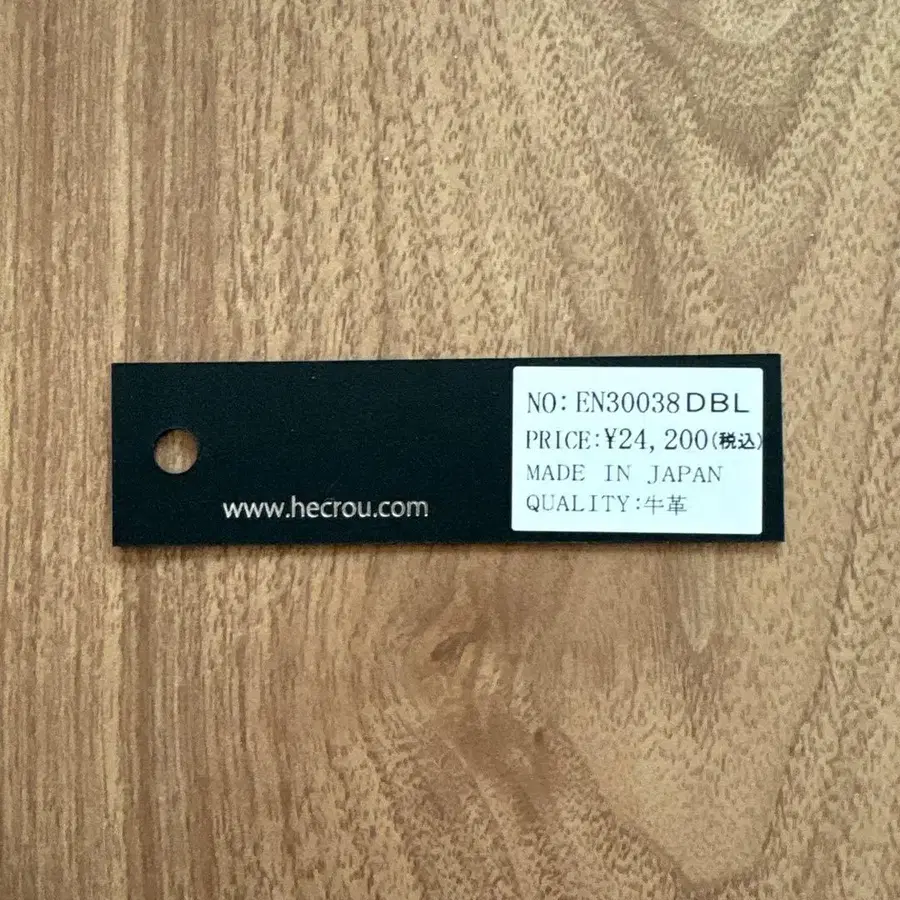 www.hecrou.com
NO: EN30038DBL
PRICE:¥24,200(税込)
MADE IN JAPAN
QUALITY:牛革